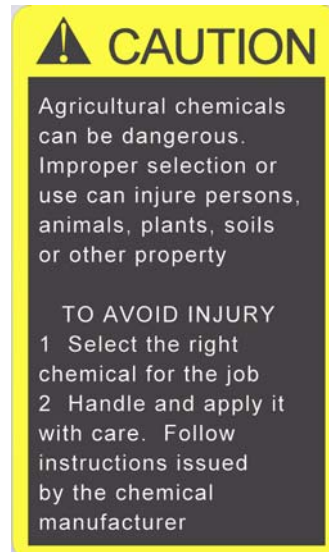 CAUTION
Agricultural chemicals
can be dangerous.
Improper selection or
use can injure persons,
animals, plants, soils
or other property
TO AVOID INJURY
1 Select the right
chemical for the job
2 Handle and apply it
with care. Follow
instructions issued
by the chemical
manufacturer